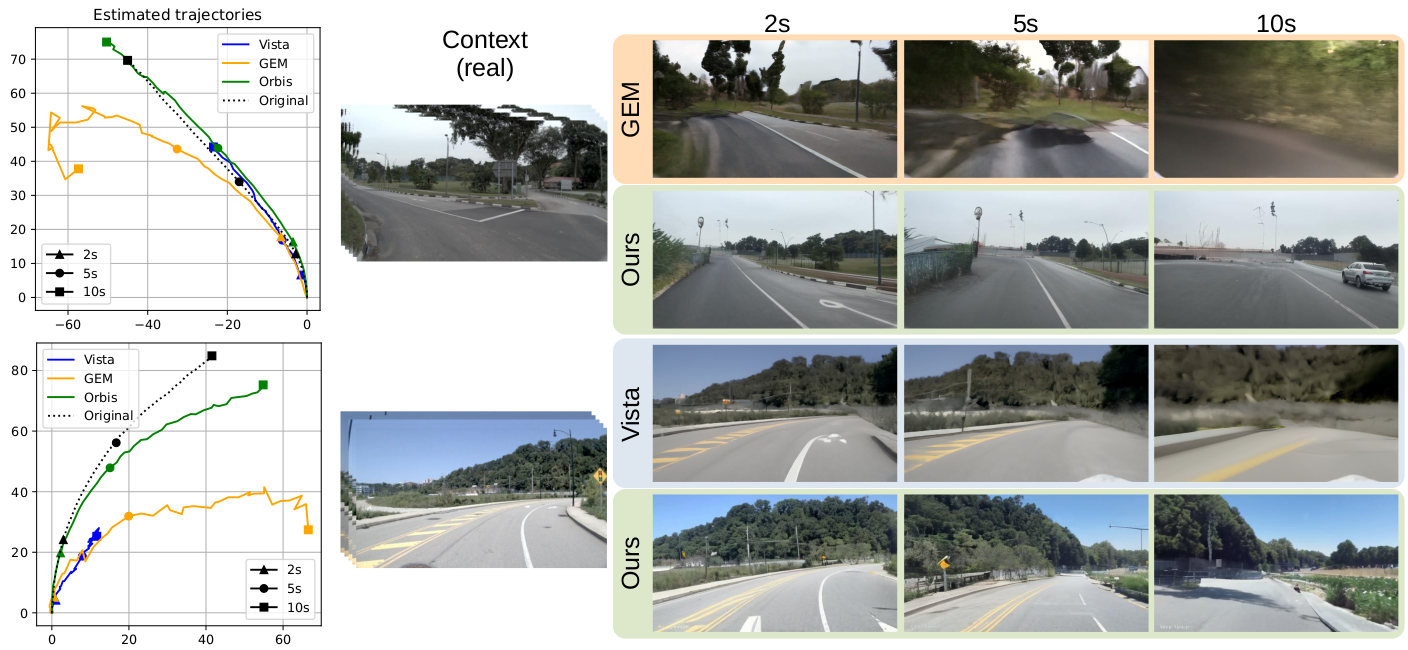 Estimated trajectories
70
60
50
40
30
20
10
0
−60
−40
−20
0
Vista
GEM
Orbis
Original
2s
5s
10s
80
60
40
20
0
0
20
40
60
Vista
GEM
Orbis
Original
2s
5s
10s
Context
(real)
2s
5s
10s
GEM
Ours
Vista
Ours